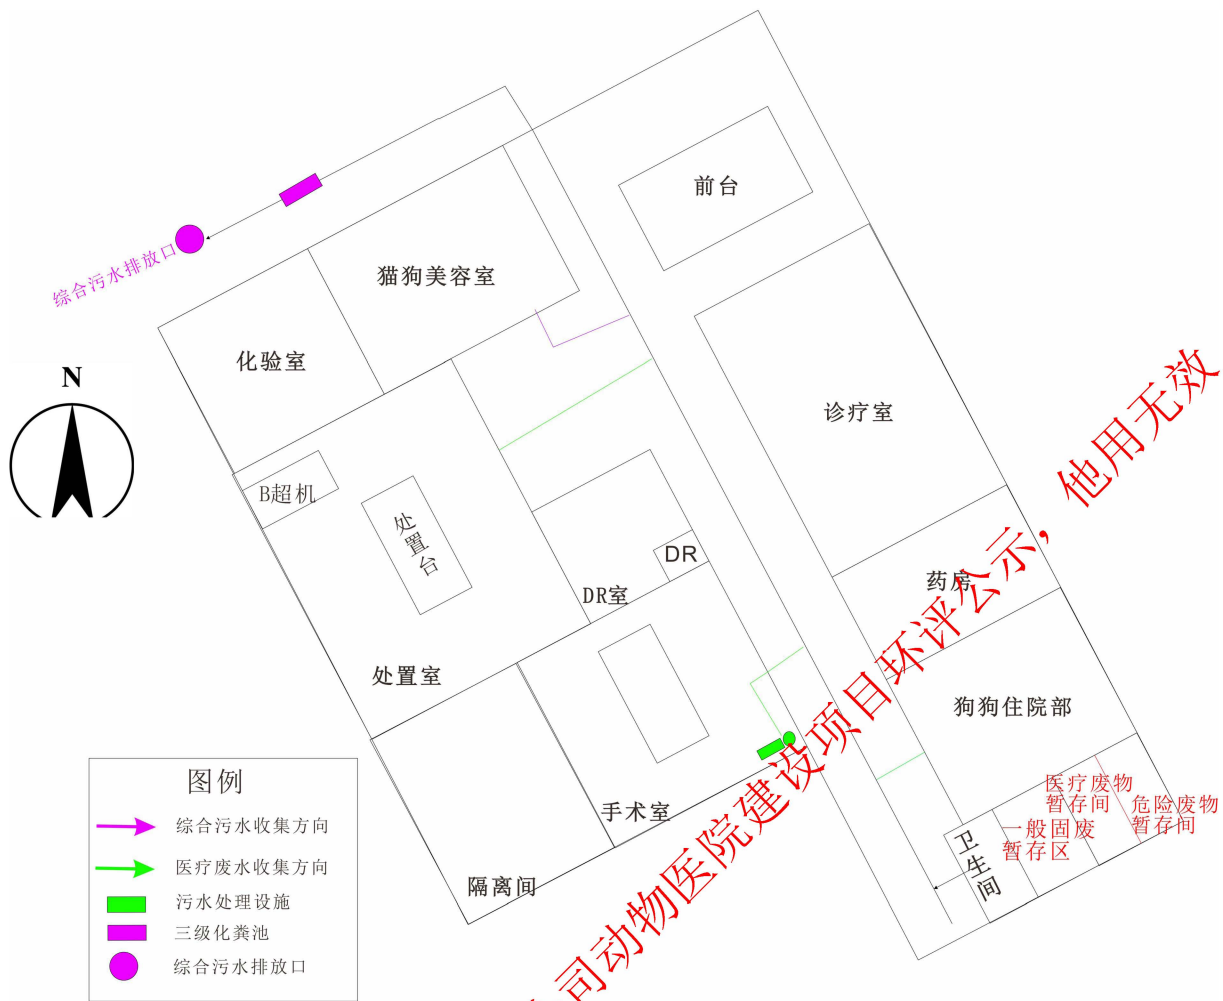 前台
综合污水排放口
猫狗美容室
化验室
N
诊疗室
B超机
处置台
DR
DR室
药房
处置室
狗狗住院部
手术室
隔离间
卫生间
一般固废
暂存区
医疗废物
暂存间
危险废物
暂存间
图例
综合污水收集方向
医疗废水收集方向
污水处理设施
三级化粪池
综合污水排放口
司动物医院建设项目环评公示，他用无效